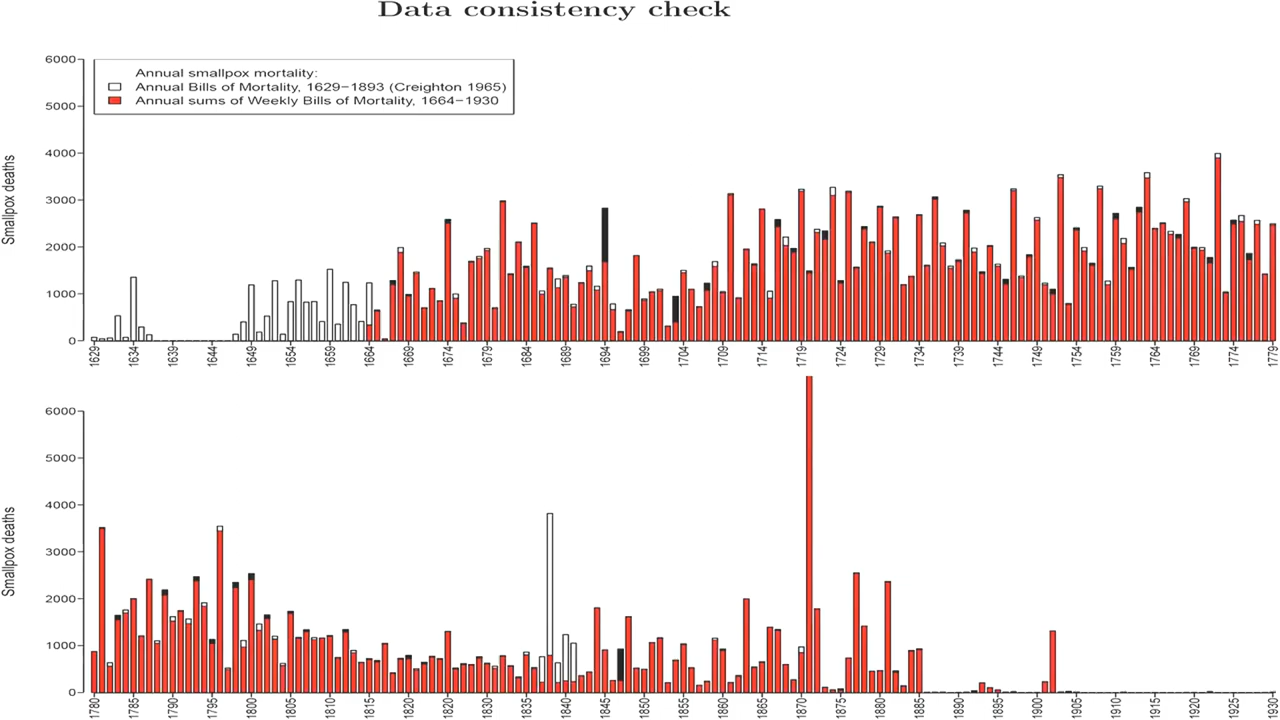 Data consistency check
6000
5000
4000
3000
2000
1000
0
Smallpox deaths
Annual smallpox mortality:
Annual Bills of Mortality, 1629−1893 (Creighton 1965)
Annual sums of Weekly Bills of Mortality, 1664−1930
1629 1634 1639 1644 1649 1654 1659 1664 1669 1674 1679 1684 1689 1694 1699 1704 1709 1714 1719 1724 1729 1734 1739 1744 1749 1754 1759 1764 1769 1774 1779
6000
5000
4000
3000
2000
1000
0
Smallpox deaths
1780 1785 1790 1795 1800 1805 1810 1815 1820 1825 1830 1835 1840 1845 1850 1855 1860 1865 1870 1875 1880 1885 1890 1895 1900 1905 1910 1915 1920 1925 1930